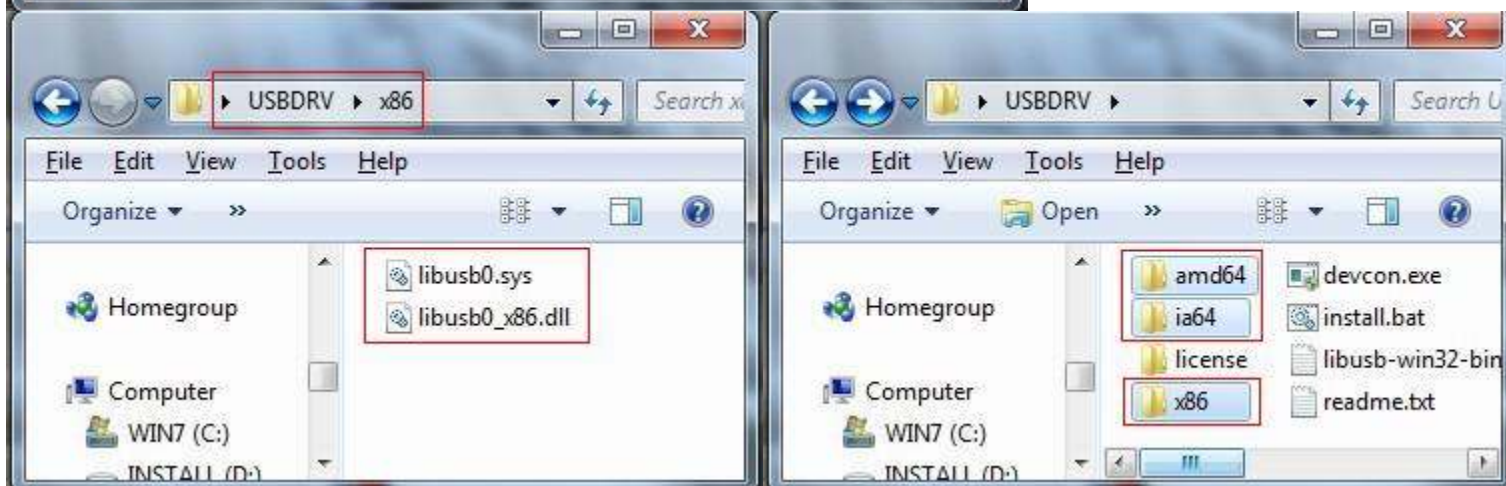 USBDRV x86
Search
File Edit View Tools Help
Organize
libusb0.sys
libusb0_x86.dll
Homegroup
Computer
WIN7 (C:)
INSTALL (D:)
USBDRV
Search
File Edit View Tools Help
Organize Open
amd64 devcon.exe
ia64 install.bat
license libusb-win32-bin
x86 readme.txt
Homegroup
Computer
WIN7 (C:)
INSTALL (D:)